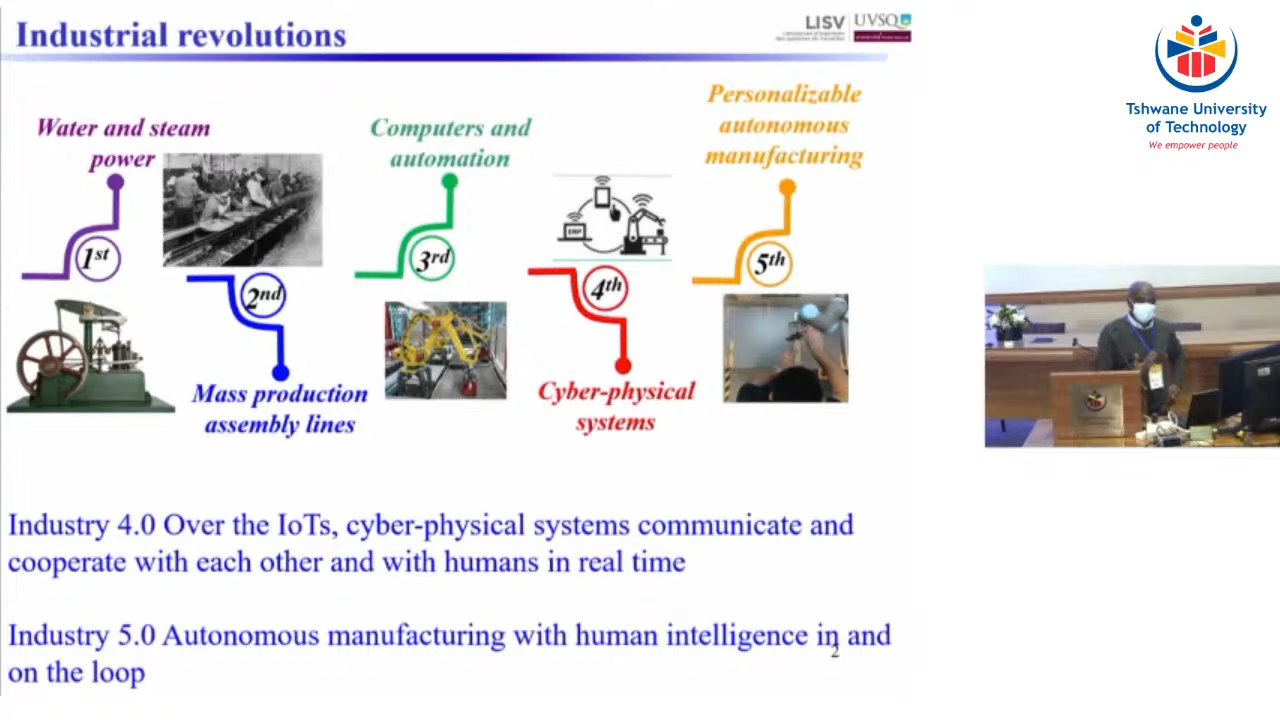 Industrial revolutions
LISV
UVSQ
Tshwane University
of Technology
We empower people
Water and steam
power
1st
2nd
Mass production
assembly lines
Computers and
automation
3rd
ERP
4th
Cyber-physical
systems
Personalizable
autonomous
manufacturing
5th
Industry 4.0 Over the IoTs, cyber-physical systems communicate and
cooperate with each other and with humans in real time
Industry 5.0 Autonomous manufacturing with human intelligence in and
on the loop
2